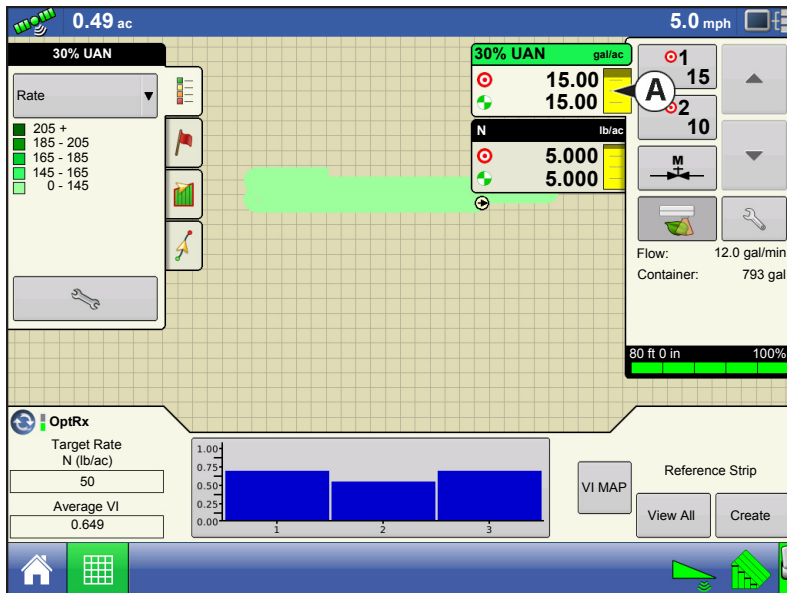 0.49 ac
5.0 mph
30% UAN
Rate
205 +
185 - 205
165 - 185
145 - 165
0 - 145
30% UAN gal/ac
15.00
15.00
A
N lb/ac
5.000
5.000
1
15
2
10
M
Flow: 12.0 gal/min
Container: 793 gal
80 ft 0 in 100%
OptRx
Target Rate
N (lb/ac)
50
Average VI
0.649
1.00
0.75
0.50
0.25
0.00
1 2 3
VI MAP
Reference Strip
View All
Create